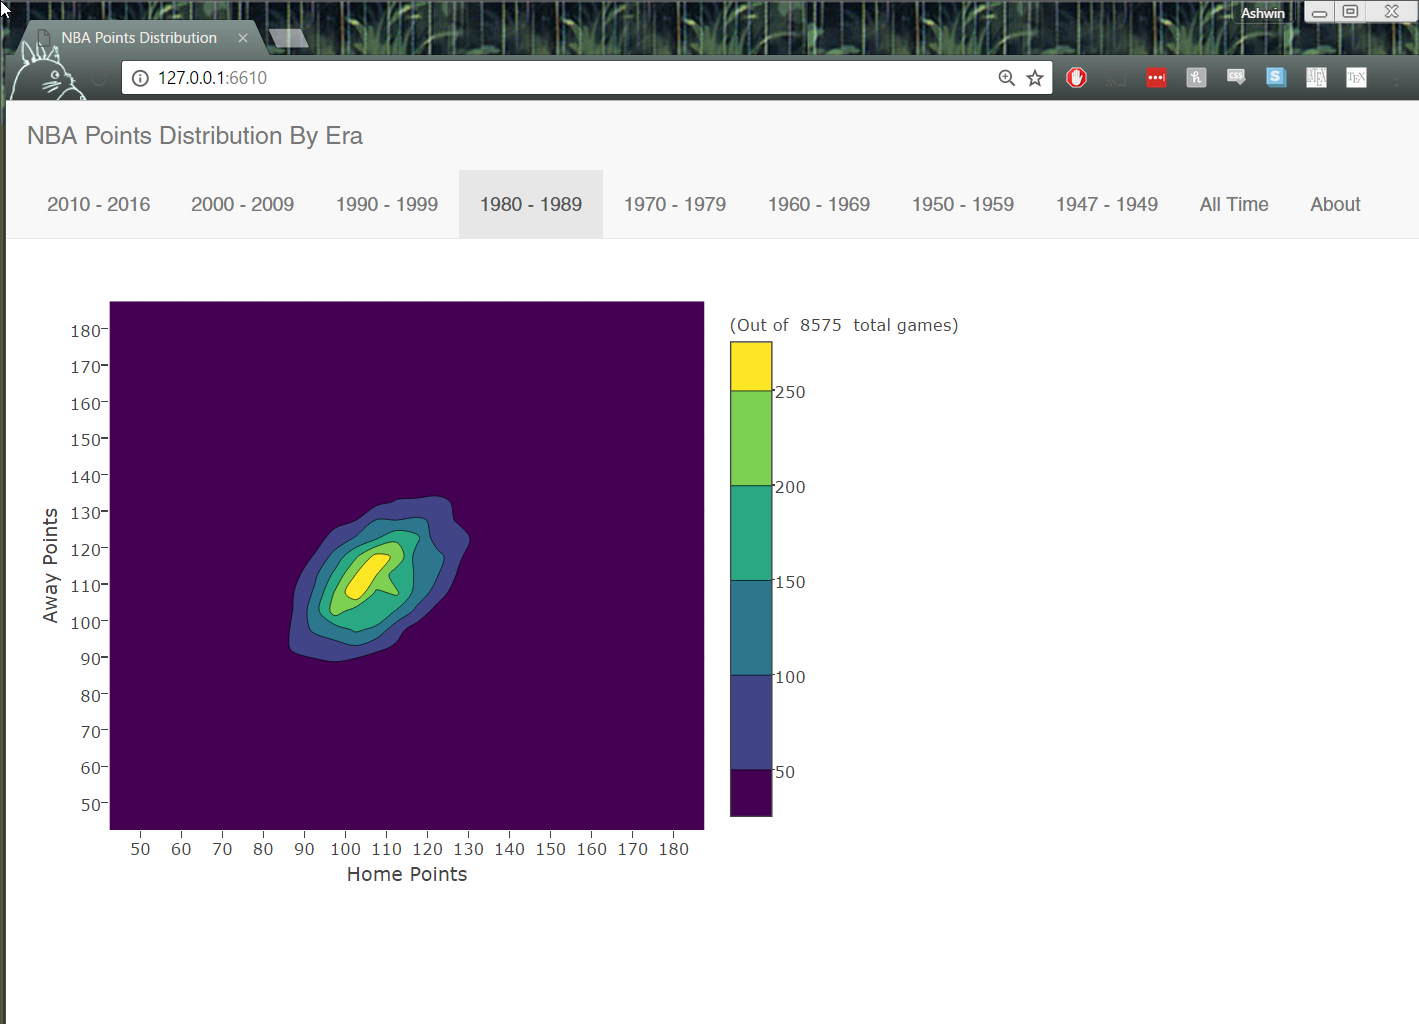 Ashwin
NBA Points Distribution
127.0.0.1:6610
CSS
S
TEX
NBA Points Distribution By Era
2010 - 2016 2000 - 2009 1990 - 1999 1980 - 1989 1970 - 1979 1960 - 1969 1950 - 1959 1947 - 1949 All Time About
(Out of 8575 total games)
180
170
160
150
140
130
120
110
100
90
80
70
60
50
Away Points
50 60 70 80 90 100 110 120 130 140 150 160 170 180
Home Points
250
200
150
100
50